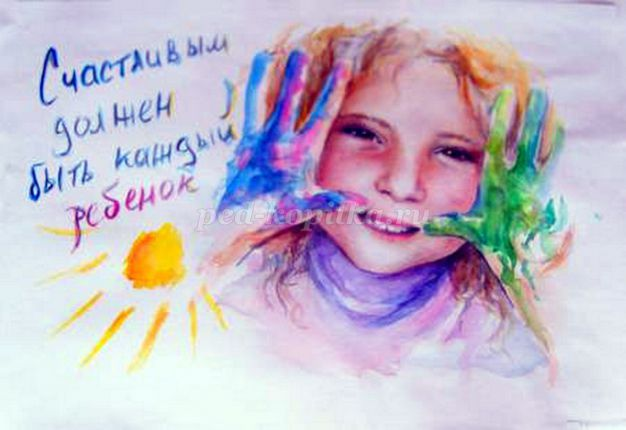 Счастливым
должен
быть каждый
ребенок
ped-kopilka.ru